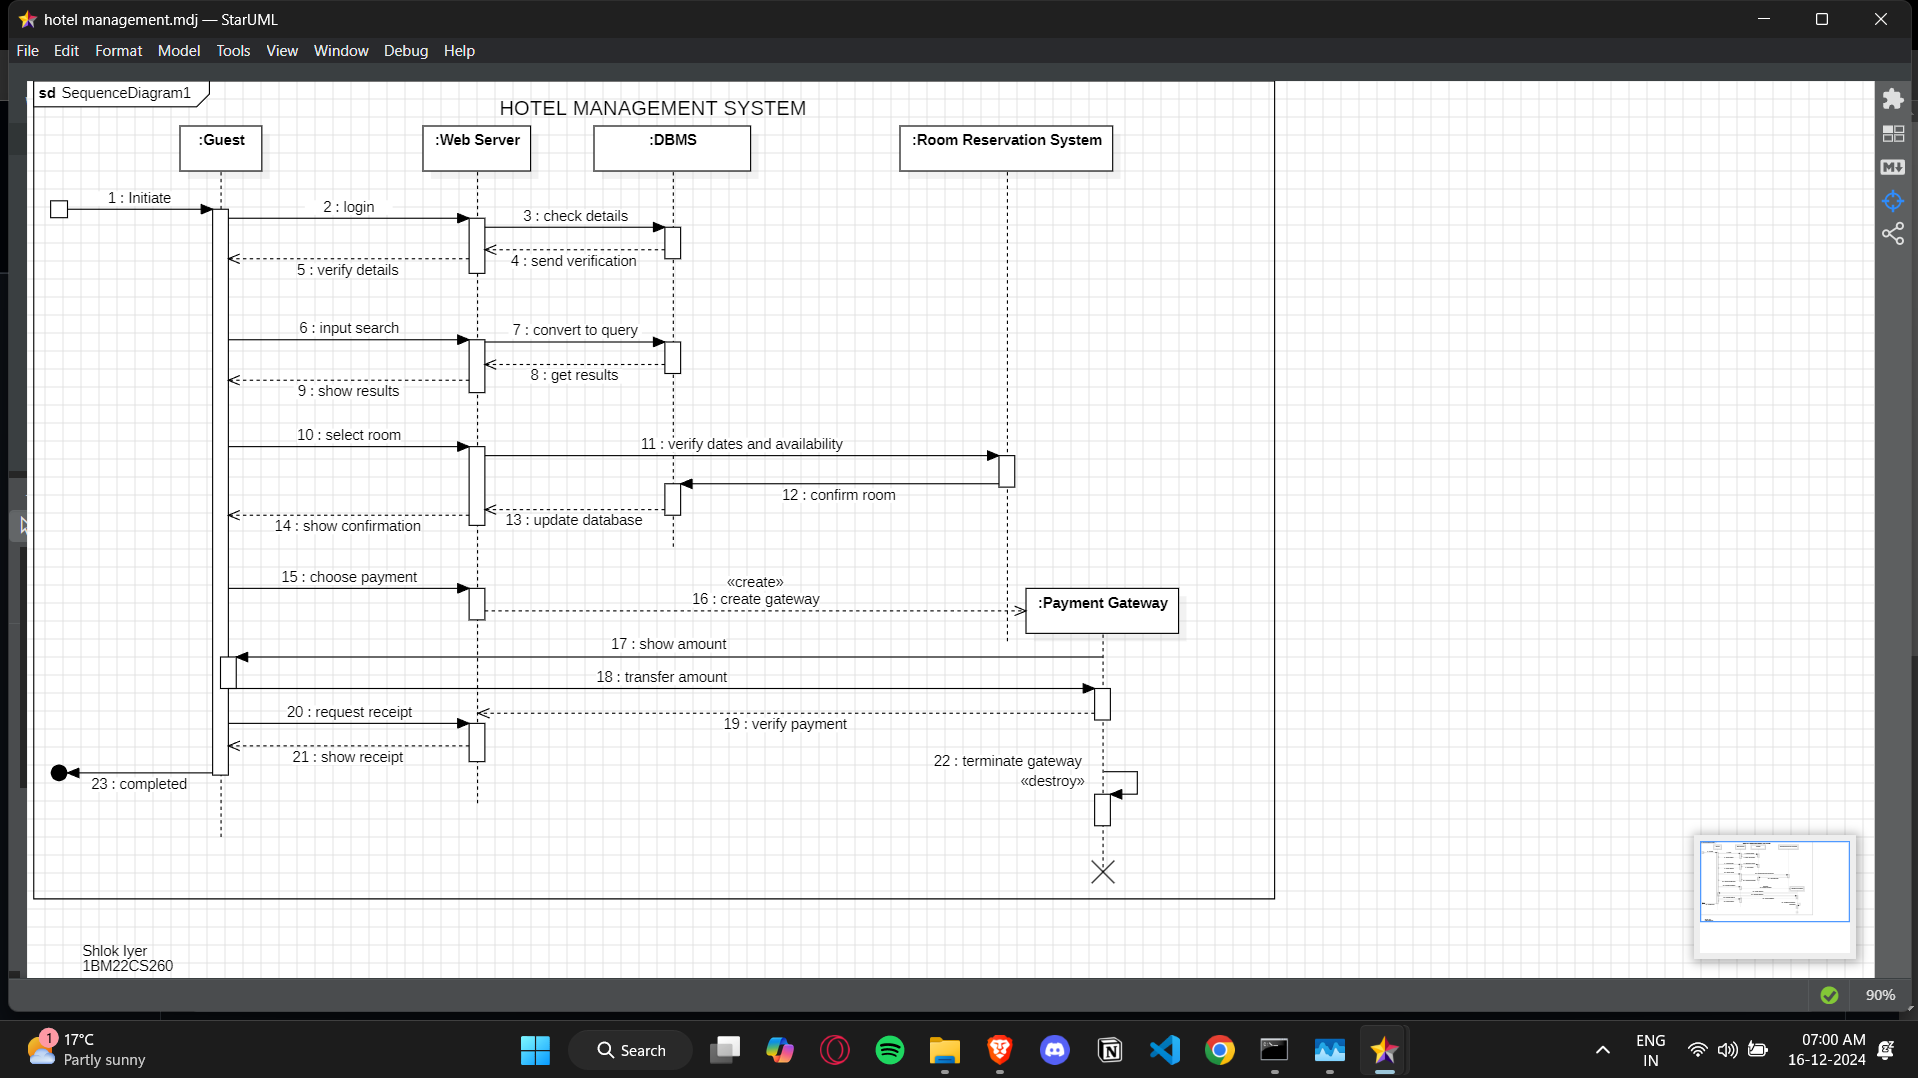 hotel management.mdj — StarUML
File Edit Format Model Tools View Window Debug Help
sd SequenceDiagram1
HOTEL MANAGEMENT SYSTEM
:Guest :Web Server :DBMS :Room Reservation System
1 : Initiate
2 : login
3 : check details
4 : send verification
5 : verify details
6 : input search
7 : convert to query
8 : get results
9 : show results
10 : select room
11 : verify dates and availability
12 : confirm room
13 : update database
14 : show confirmation
15 : choose payment
«create»
16 : create gateway
:Payment Gateway
17 : show amount
18 : transfer amount
20 : request receipt
19 : verify payment
21 : show receipt
22 : terminate gateway
«destroy»
23 : completed
Shlok Iyer
1BM22CS260
M
90%
1
17°C
Partly sunny
Search
ENG
IN
07:00 AM
16-12-2024